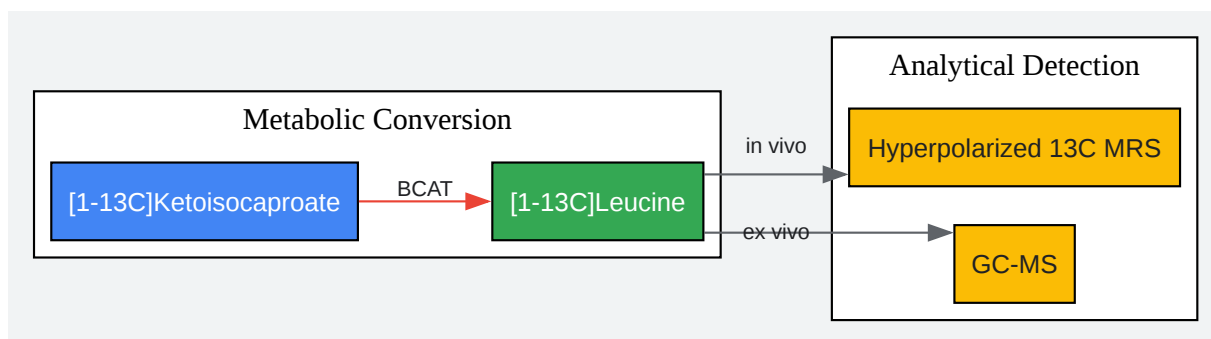 Metabolic Conversion
[1-13C]Ketoisocaproate
BCAT
[1-13C]Leucine
in vivo
ex vivo
Analytical Detection
Hyperpolarized 13C MRS
GC-MS